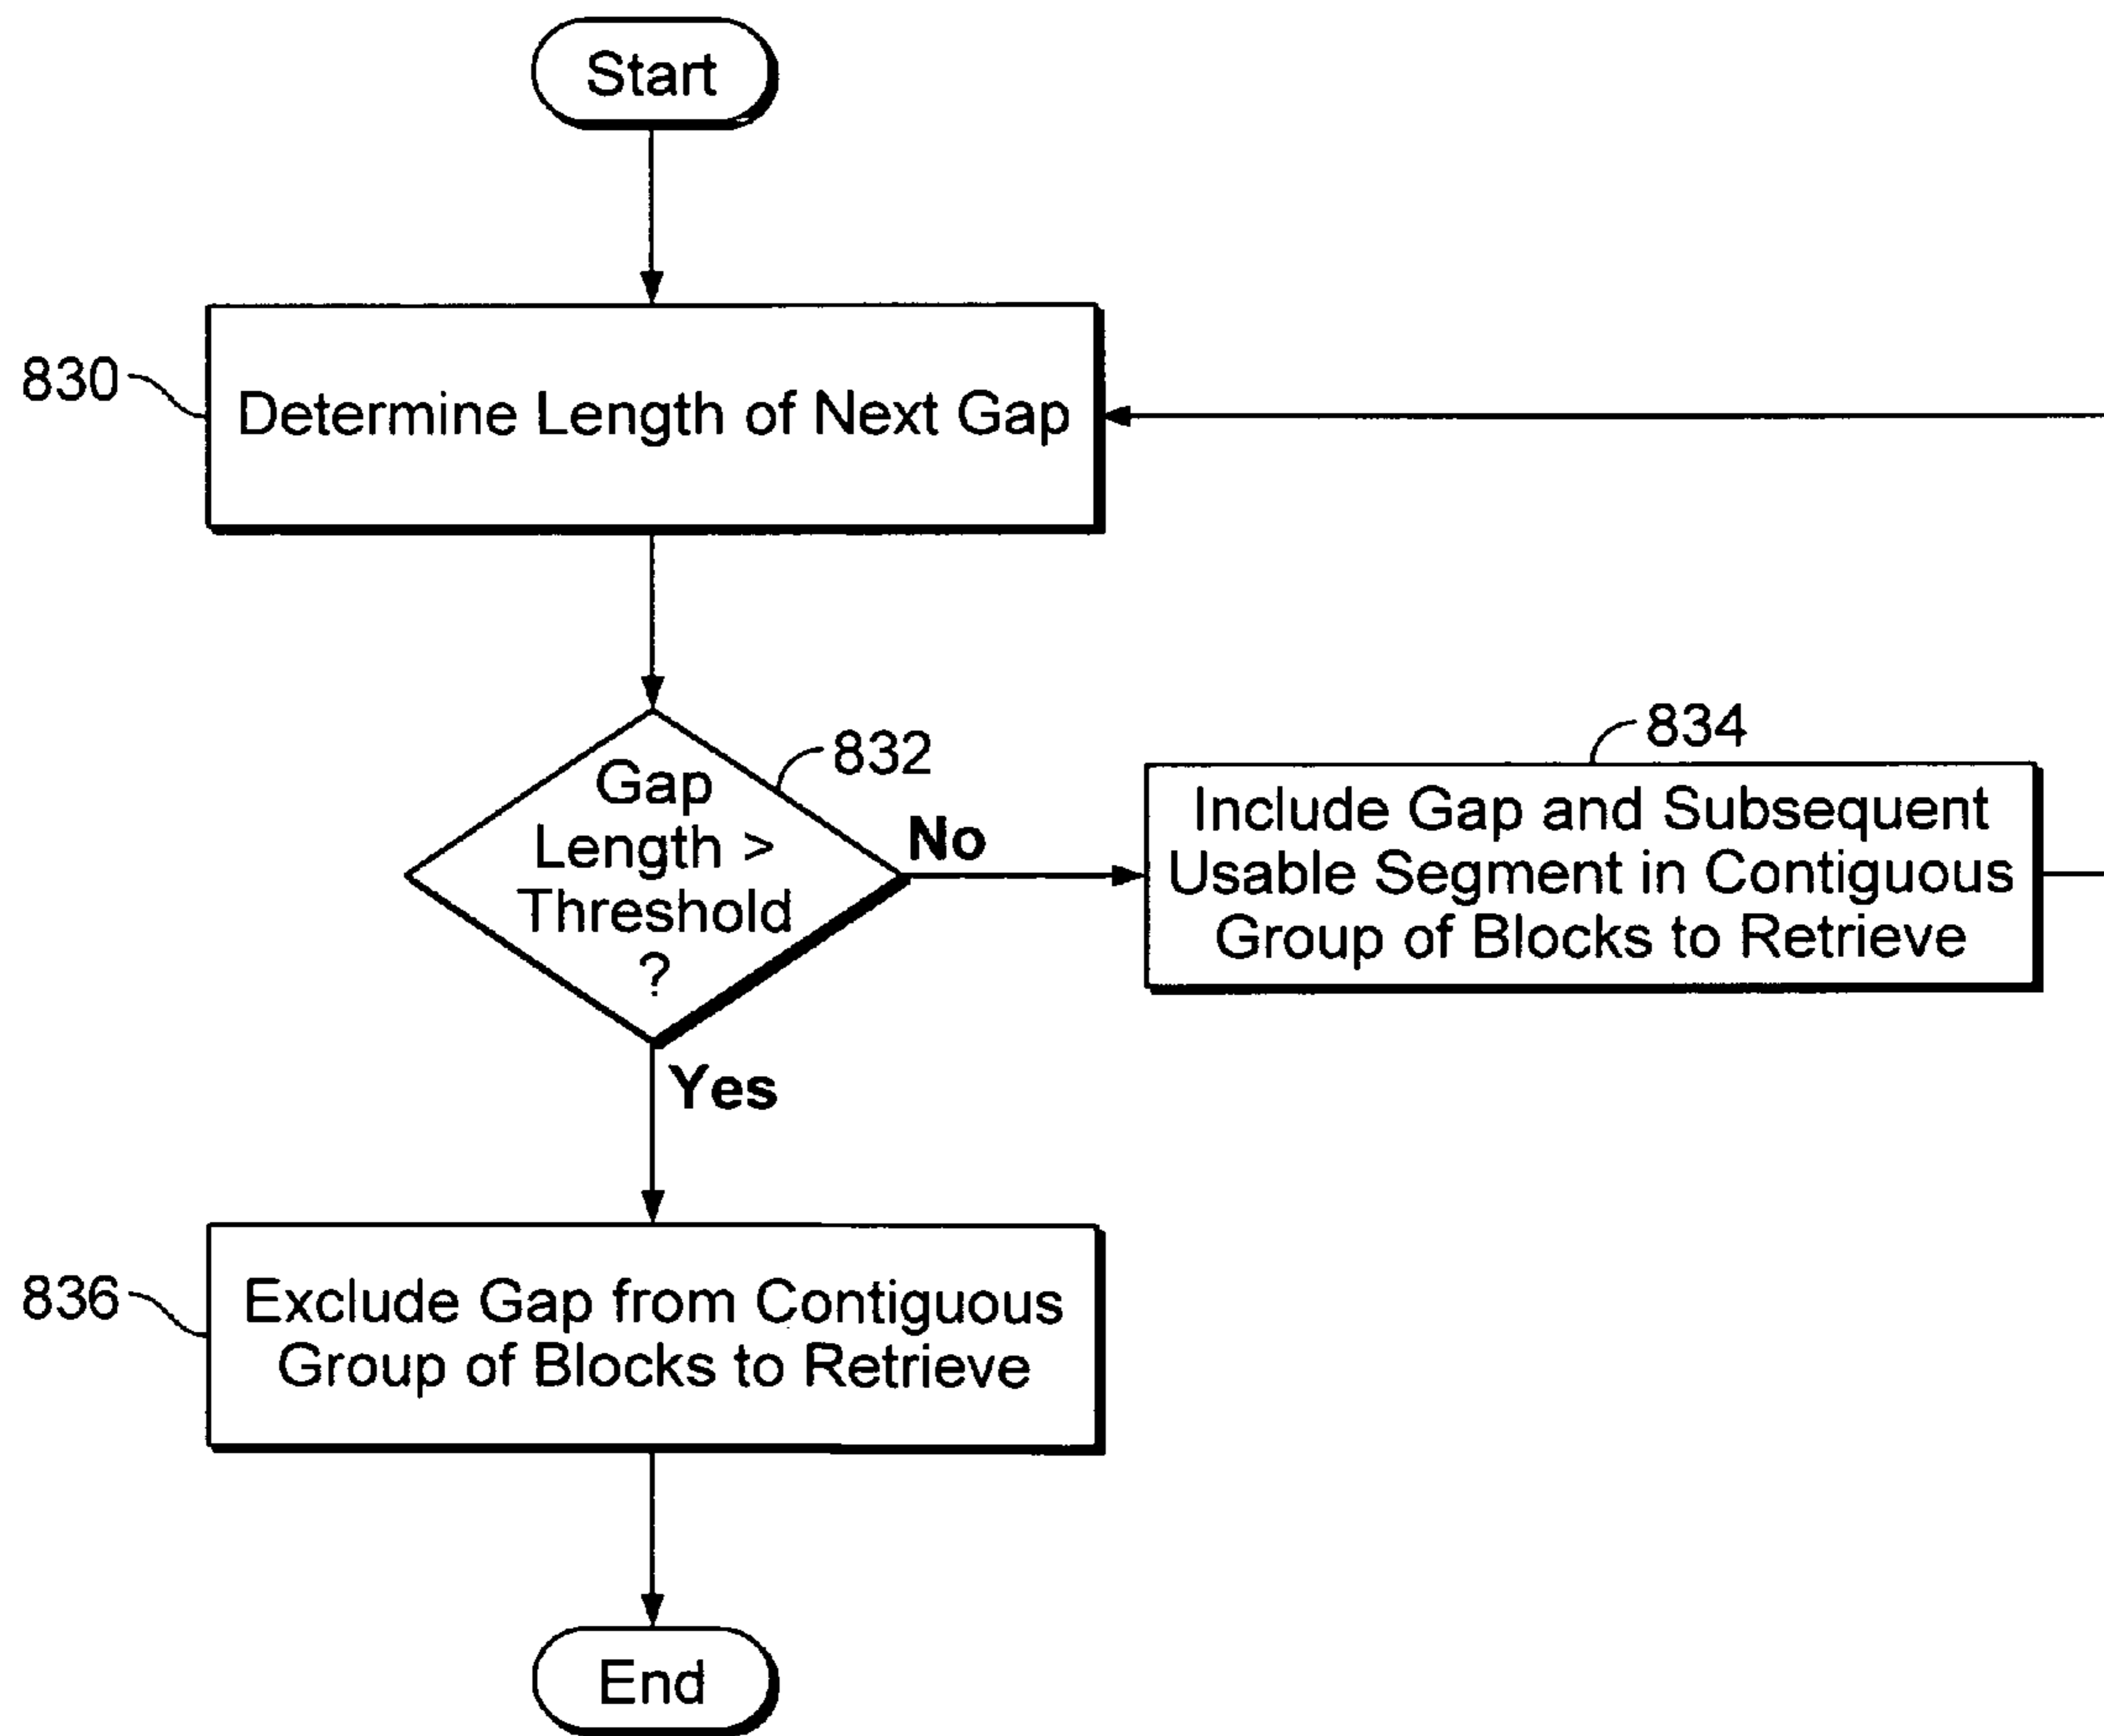 Start
830
Determine Length of Next Gap
832
Gap
Length >
Threshold
?
No
834
Include Gap and Subsequent
Usable Segment in Contiguous
Group of Blocks to Retrieve
Yes
836
Exclude Gap from Contiguous
Group of Blocks to Retrieve
End